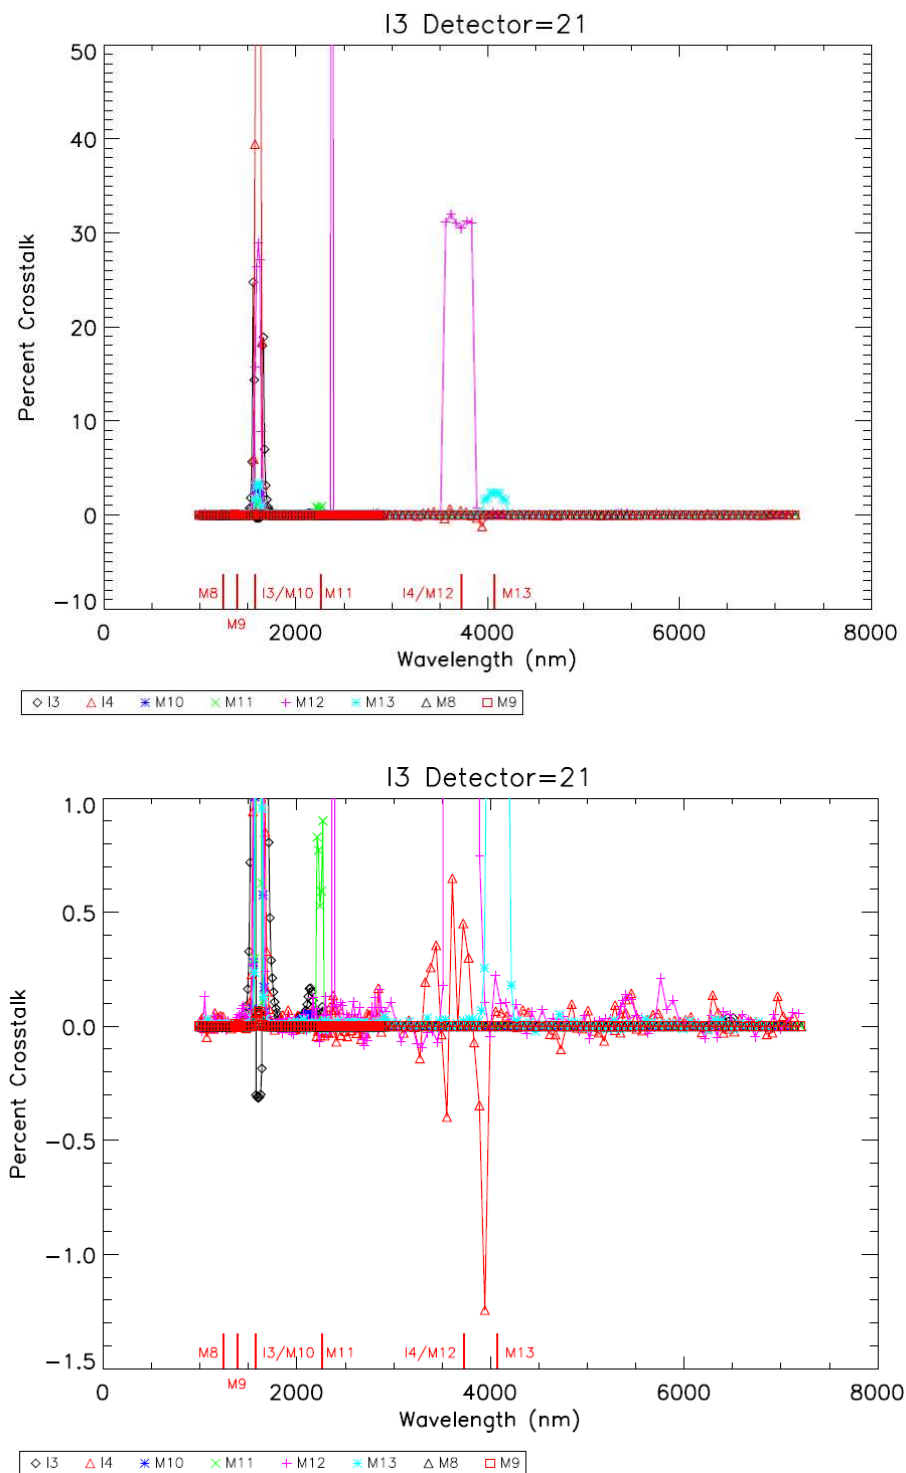 I3 Detector=21
50
40
30
20
10
0
−10
Percent Crosstalk
M8
M9
I3/M10
M11
I4/M12
M13
0 2000 4000 6000 8000
Wavelength (nm)
I3 I4 M10 M11 M12 M13 M8 M9
I3 Detector=21
1.0
0.5
0.0
−0.5
−1.0
−1.5
Percent Crosstalk
M8
M9
I3/M10
M11
I4/M12
M13
0 2000 4000 6000 8000
Wavelength (nm)
I3 I4 M10 M11 M12 M13 M8 M9